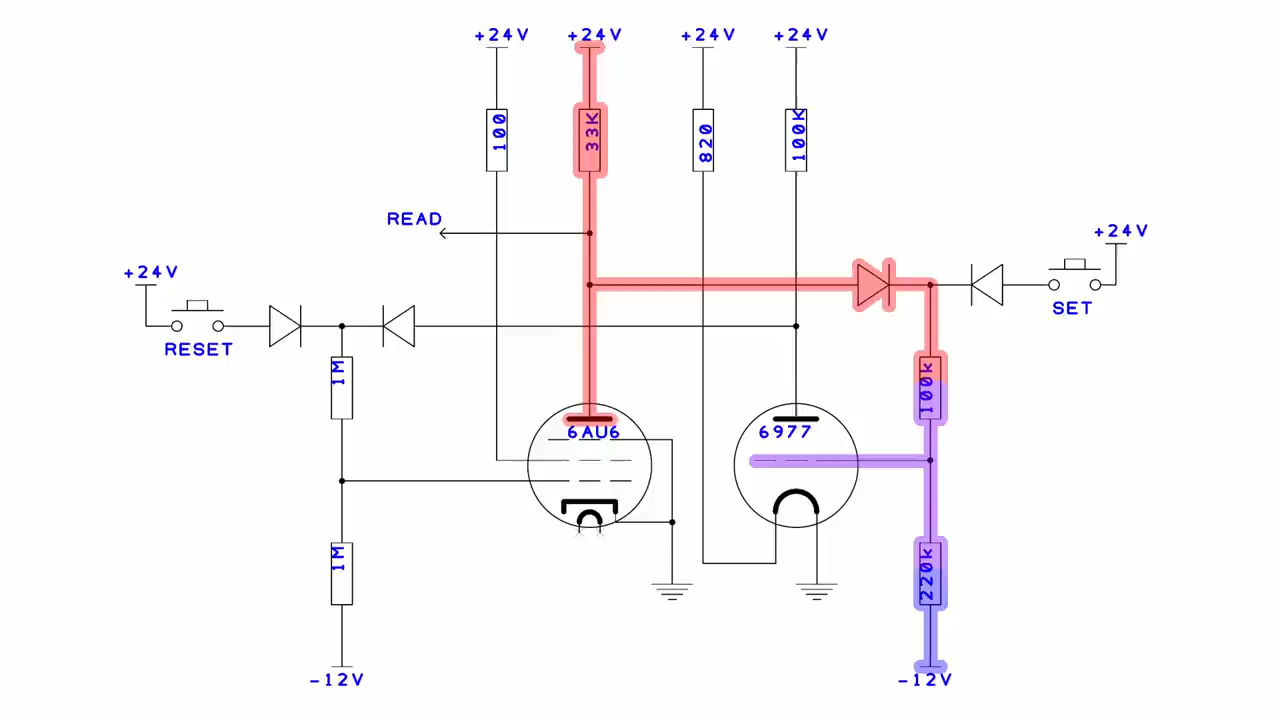 +24V +24V +24V +24V
100 33K 820 100K
READ
+24V
+24V
SET
RESET
1M 100k
6AU6 6977
1M 220k
-12V -12V